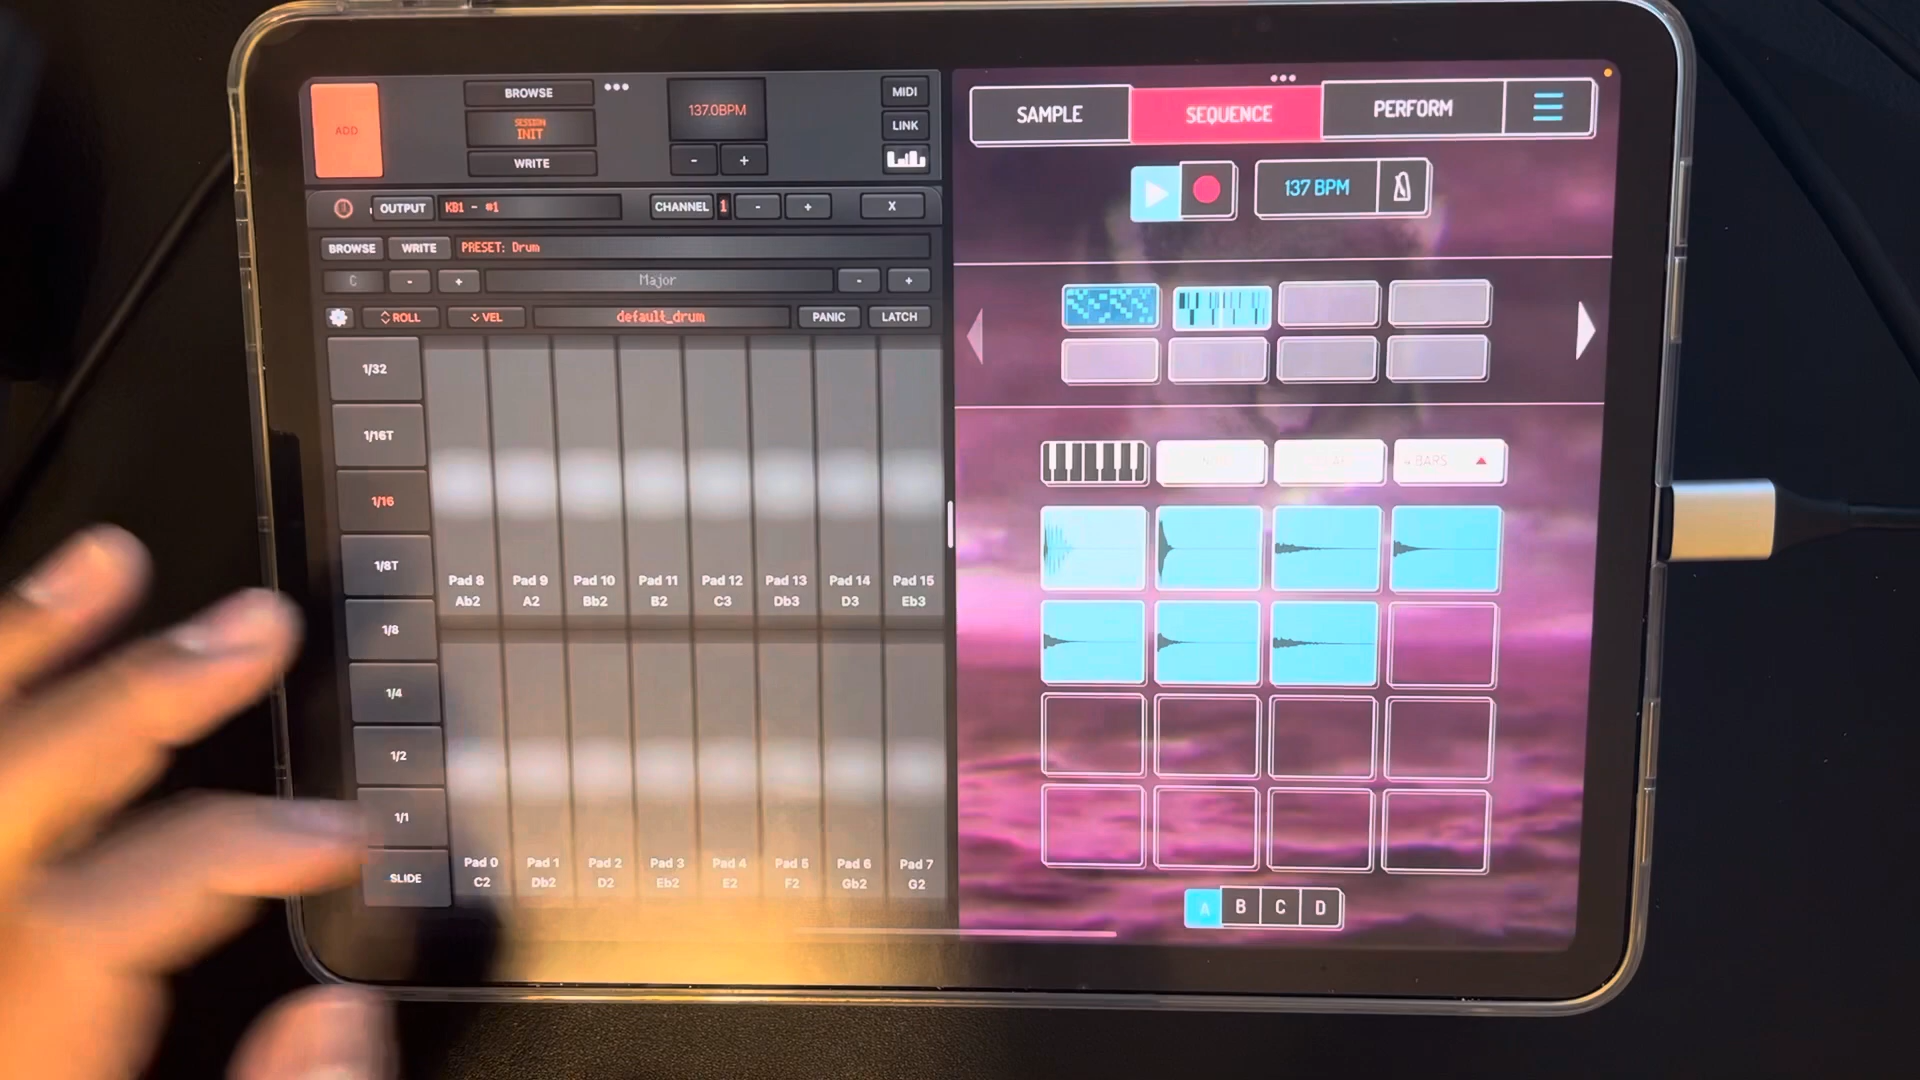 ADD
BROWSE
SESSION
INIT
WRITE
137.0BPM
-
+
MIDI
LINK
OUTPUT
KB1 - #1
CHANNEL
1
-
+
X
BROWSE
WRITE
PRESET: Drum
C
-
+
Major
-
+
ROLL
VEL
default_drum
PANIC
LATCH
1/32
1/16T
1/16
1/8T
1/8
1/4
1/2
1/1
SLIDE
Pad 8 Pad 9 Pad 10 Pad 11 Pad 12 Pad 13 Pad 14 Pad 15
Ab2 A2 Bb2 B2 C3 Db3 D3 Eb3
Pad 0 Pad 1 Pad 2 Pad 3 Pad 4 Pad 5 Pad 6 Pad 7
C2 Db2 D2 Eb2 E2 F2 Gb2 G2
SAMPLE
SEQUENCE
PERFORM
137 BPM
BARS
A B C D